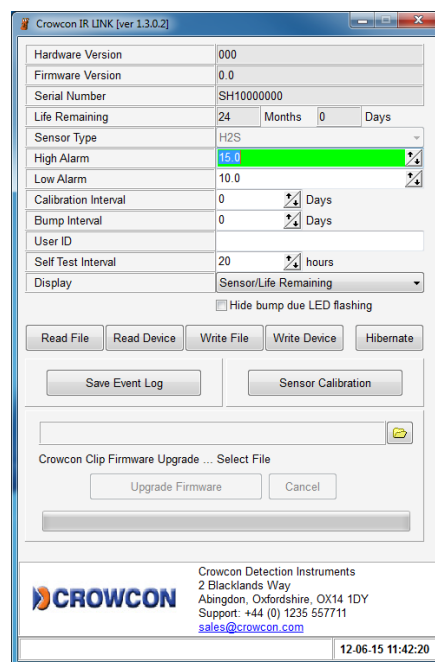 Crowcon IR LINK [ver 1.3.0.2]
Hardware Version 000
Firmware Version 0.0
Serial Number SH10000000
Life Remaining 24 Months 0 Days
Sensor Type H2S
High Alarm 15.0
Low Alarm 10.0
Calibration Interval 0 Days
Bump Interval 0 Days
User ID
Self Test Interval 20 hours
Display Sensor/Life Remaining
Hide bump due LED flashing
Read File Read Device Write File Write Device Hibernate
Save Event Log Sensor Calibration
Crowcon Clip Firmware Upgrade ... Select File
Upgrade Firmware Cancel
CROWCON
Crowcon Detection Instruments
2 Blacklands Way
Abingdon, Oxfordshire, OX14 1DY
Support: +44 (0) 1235 557711
sales@crowcon.com
12-06-15 11:42:20